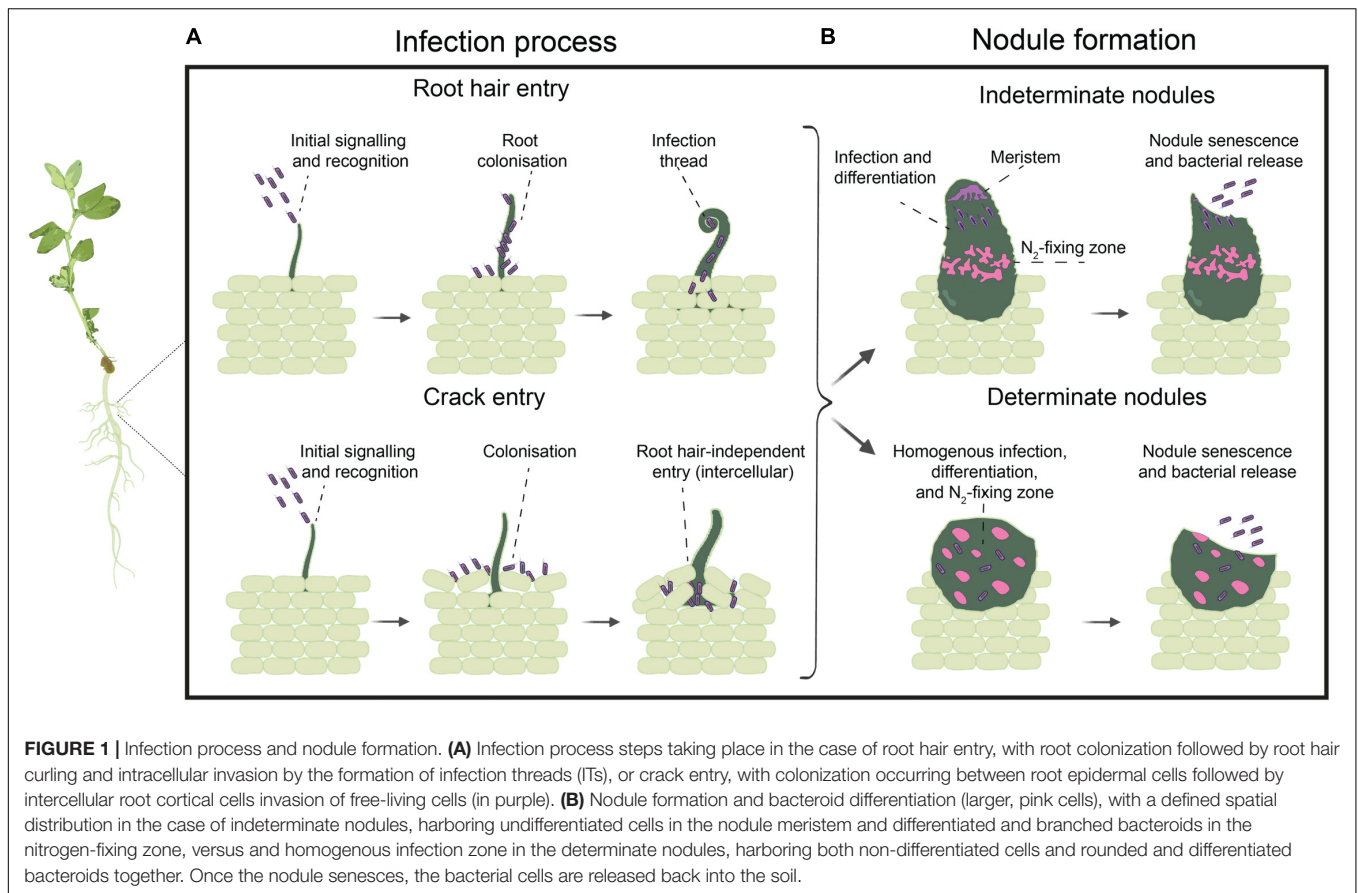 A
Infection process
B
Nodule formation
Root hair entry
Initial signalling
and recognition
Root
colonisation
Infection
thread
Crack entry
Initial signalling
and recognition
Colonisation
Root hair-independent
entry (intercellular)
Indeterminate nodules
Infection and
differentiation
Meristem
N₂-fixing zone
Nodule senescence
and bacterial release
Determinate nodules
Homogenous infection,
differentiation,
and N₂-fixing zone
Nodule senescence
and bacterial release
FIGURE 1 | Infection process and nodule formation. (A) Infection process steps taking place in the case of root hair entry, with root colonization followed by root hair
curling and intracellular invasion by the formation of infection threads (ITs), or crack entry, with colonization occurring between root epidermal cells followed by
intercellular root cortical cells invasion of free-living cells (in purple). (B) Nodule formation and bacteroid differentiation (larger, pink cells), with a defined spatial
distribution in the case of indeterminate nodules, harboring undifferentiated cells in the nodule meristem and differentiated and branched bacteroids in the
nitrogen-fixing zone, versus and homogenous infection zone in the determinate nodules, harboring both non-differentiated cells and rounded and differentiated
bacteroids together. Once the nodule senesces, the bacterial cells are released back into the soil.